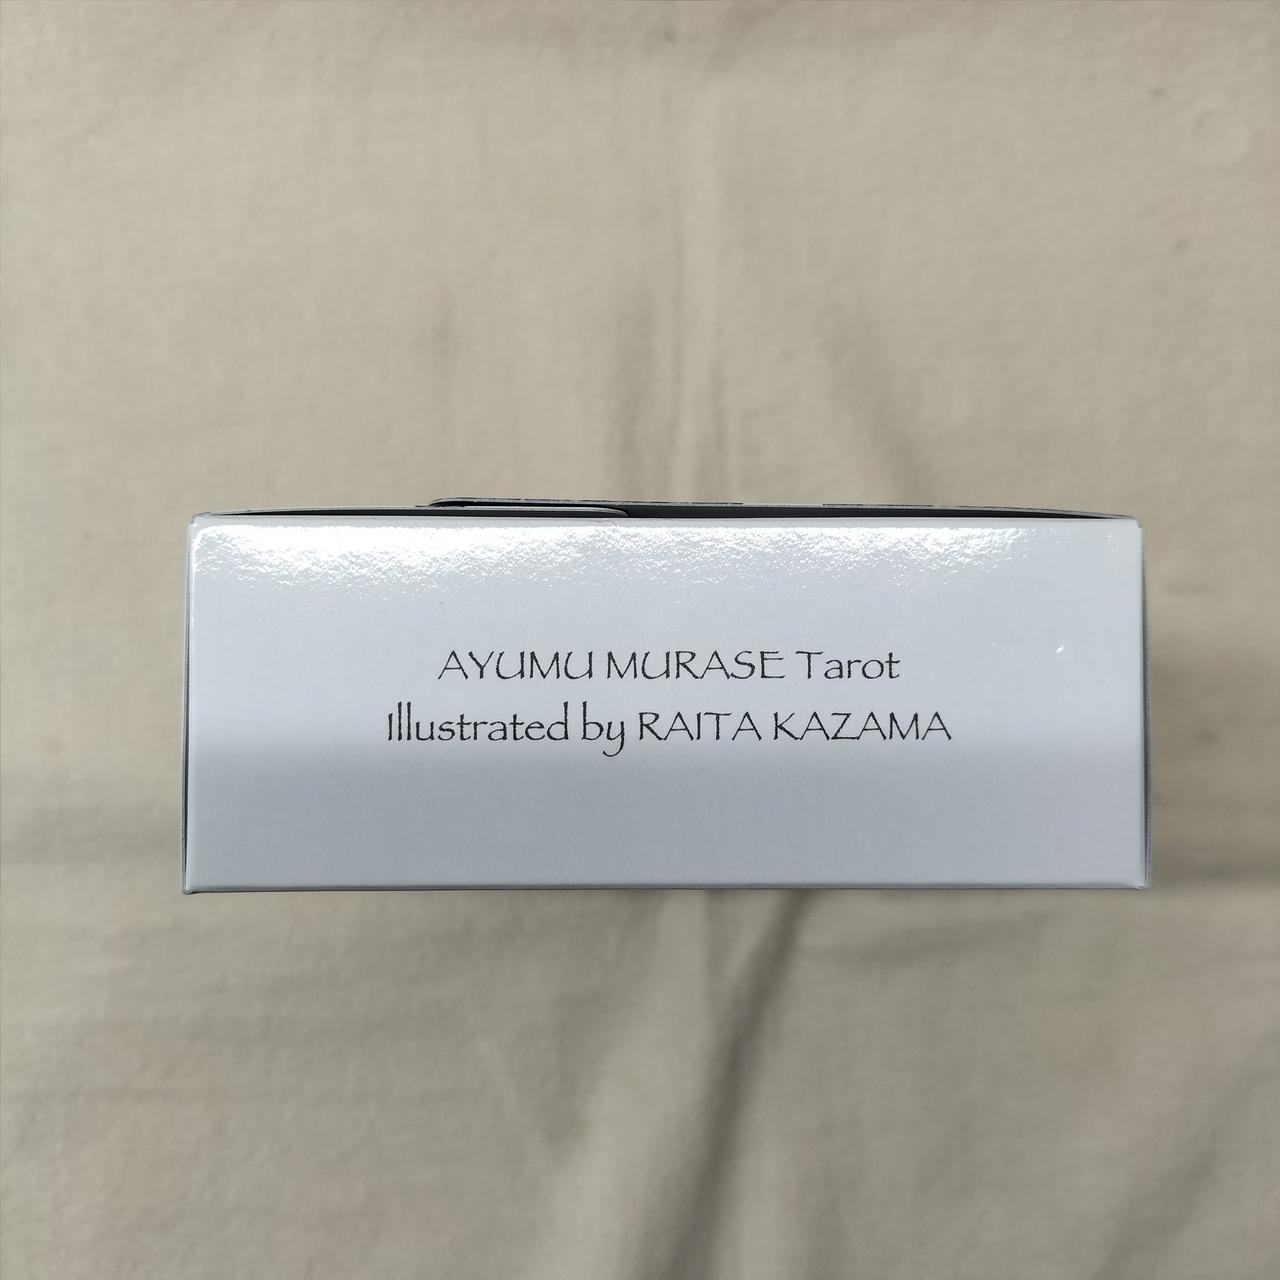 AYUMU MURASE Tarot
Illustrated by RAITA KAZAMA